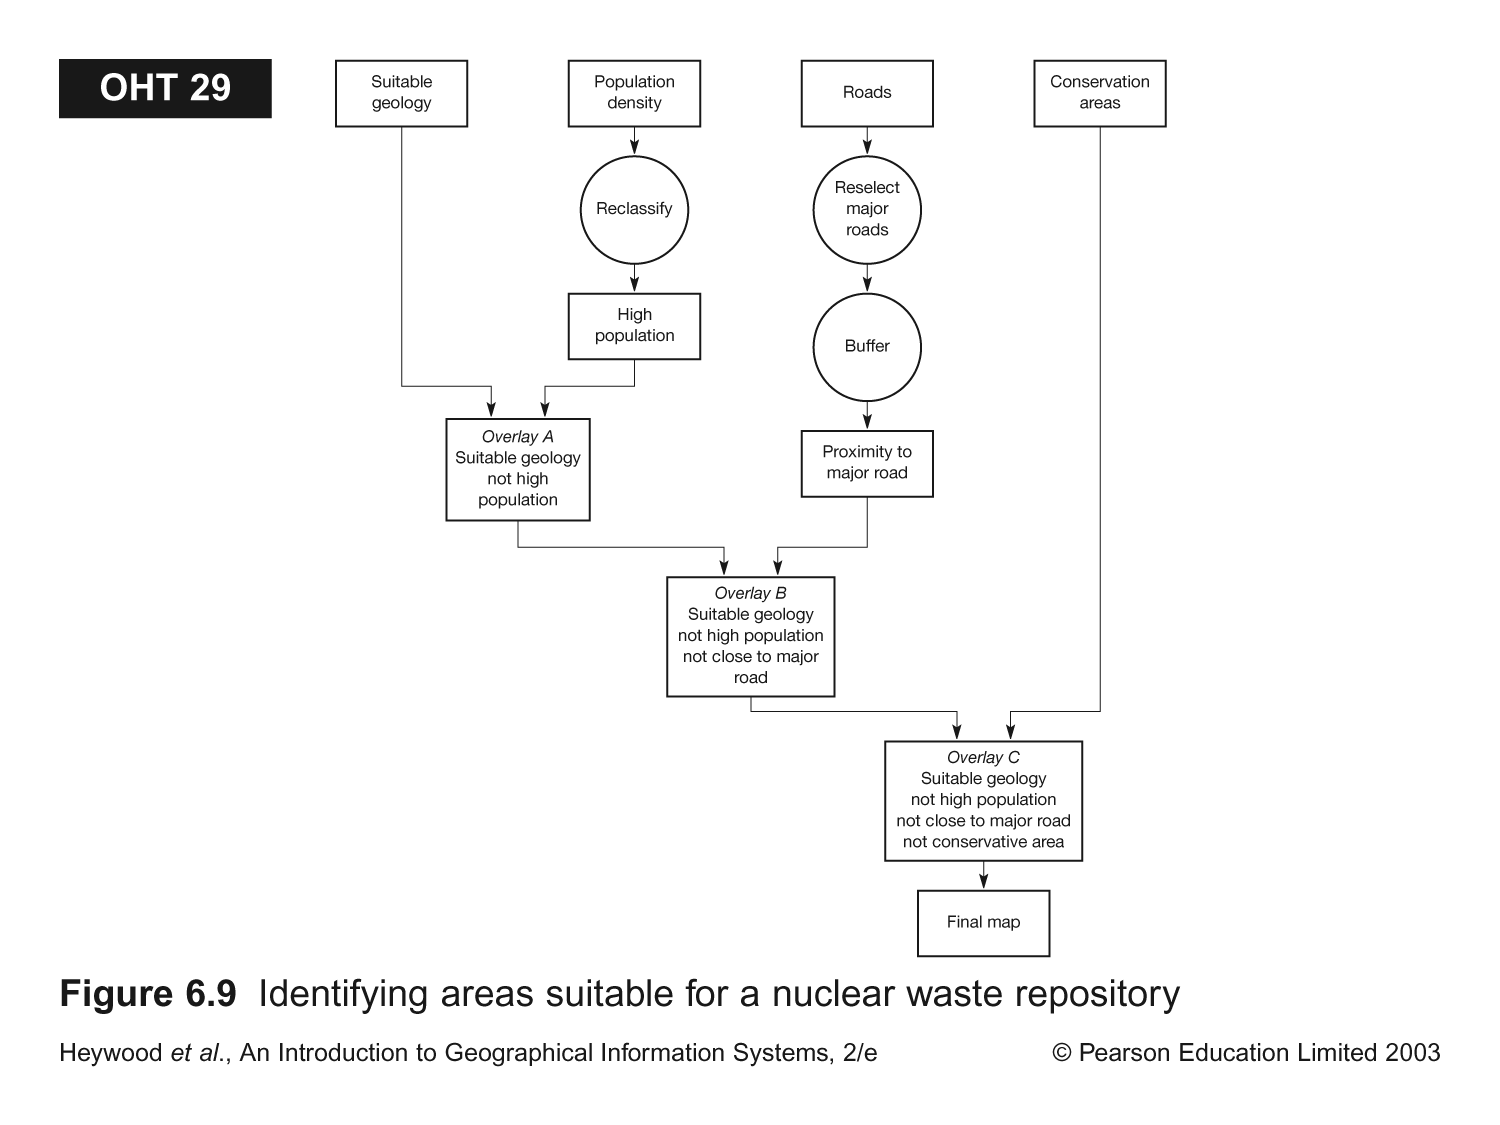 OHT 29
Suitable
geology
Population
density
Roads
Conservation
areas
Reclassify
Reselect
major
roads
High
population
Buffer
Overlay A
Suitable geology
not high
population
Proximity to
major road
Overlay B
Suitable geology
not high population
not close to major
road
Overlay C
Suitable geology
not high population
not close to major road
not conservative area
Final map
Figure 6.9 Identifying areas suitable for a nuclear waste repository
Heywood et al., An Introduction to Geographical Information Systems, 2/e
© Pearson Education Limited 2003